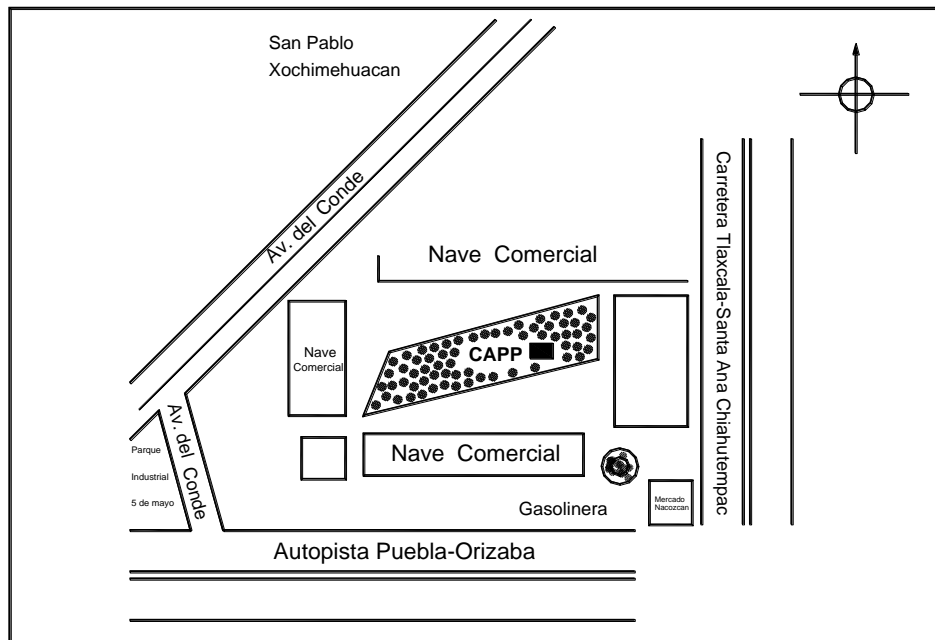 San Pablo
Xochimehuacan
Av. del Conde
Carretera Tlaxcala-Santa Ana Chiahutempac
Nave Comercial
Nave
Comercial
CAPP
Av. del Conde
Parque
Industrial
5 de mayo
Nave Comercial
Gasolinera
Mercado
Nacozcan
Autopista Puebla-Orizaba